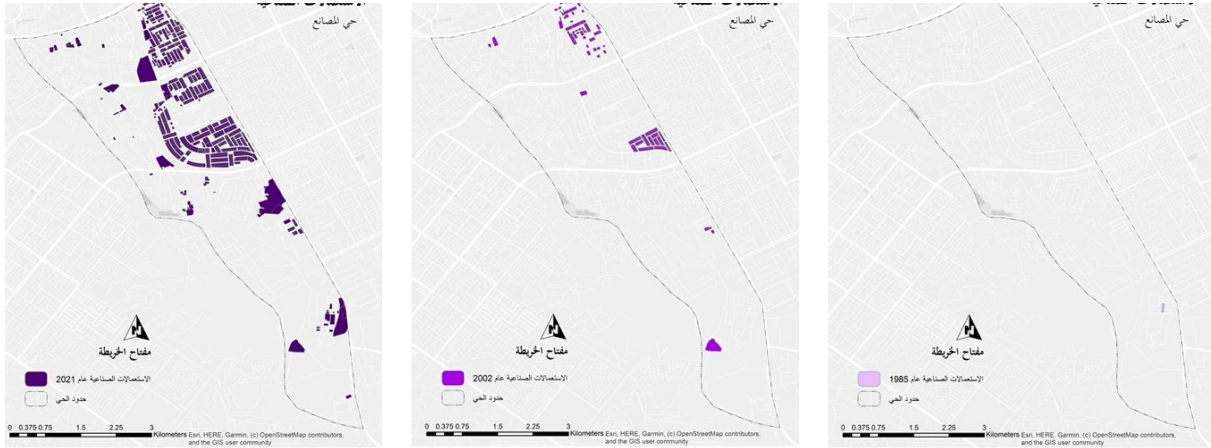 حي المصانع
مفتاح الخريطة
الاستعمالات الصناعية عام 2021
حدود الحي
0 0.375 0.75 1.5 2.25 3
Kilometers Esri, HERE, Garmin, (c) OpenStreetMap contributors,
and the GIS user community
حي المصانع
مفتاح الخريطة
الاستعمالات الصناعية عام 2002
حدود الحي
0 0.375 0.75 1.5 2.25 3
Kilometers Esri, HERE, Garmin, (c) OpenStreetMap contributors,
and the GIS user community
حي المصانع
مفتاح الخريطة
الاستعمالات الصناعية عام 1985
حدود الحي
0 0.375 0.75 1.5 2.25 3
Kilometers Esri, HERE, Garmin, (c) OpenStreetMap contributors,
and the GIS user community